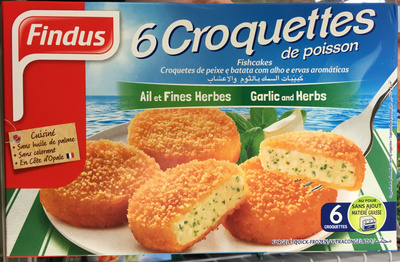 Findus
6 Croquettes
de poisson
Fishcakes
Croquetes de peixe e batata com alho e ervas aromáticas
كبيبات السمك بالثوم والأعشاب
Ail et Fines Herbes
Garlic and Herbs
Cuisiné
• Sans huile de palme
• Sans colorant
• En Côte d'Opale
6
CROQUETTES
AU FOUR
SANS AJOUT
DE MATIÈRE GRASSE